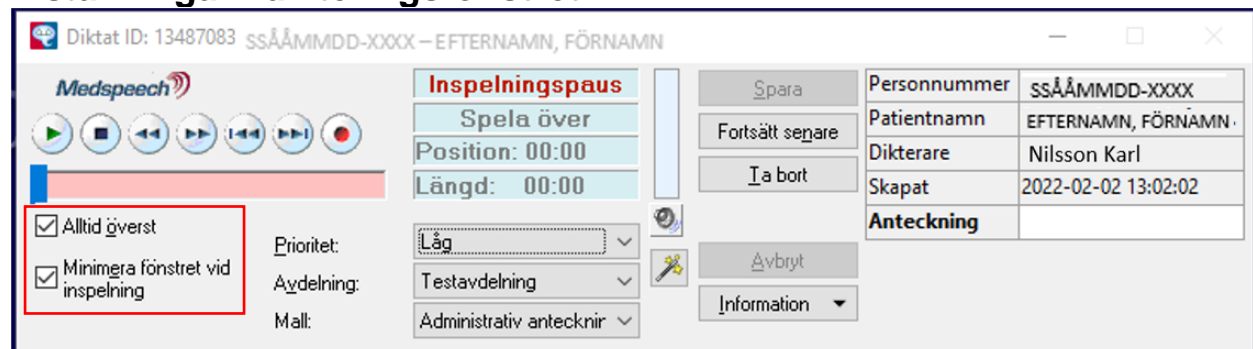 Diktat ID: 13487083 SSÅÅMMDD-XXXX – EFTERNAMN, FÖRNAMN
Medspeech
Inspelningspaus
Spela över
Position: 00:00
Längd: 00:00
Alltid överst
Minimera fönstret vid
inspelning
Prioritet: Låg
Avdelning: Testavdelning
Mall: Administrativ antecknir
Spara
Fortsätt senare
Ta bort
Avbryt
Information
Personnummer SSÅÅMMDD-XXXX
Patientnamn EFTERNAMN, FÖRNAMN
Dikterare Nilsson Karl
Skapat 2022-02-02 13:02:02
Anteckning